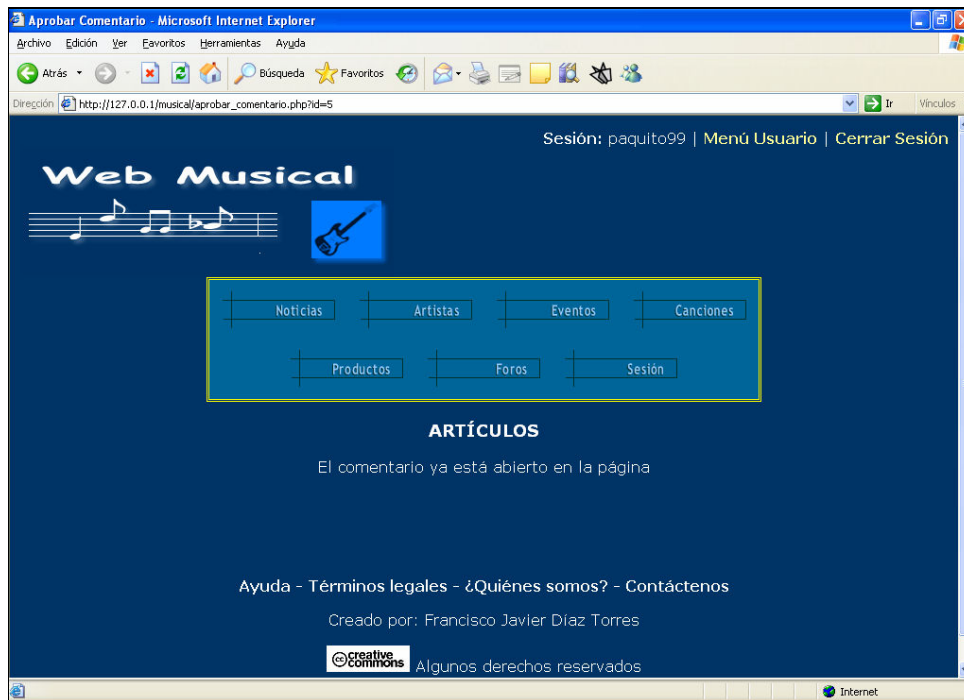 Aprobar Comentario - Microsoft Internet Explorer
Archivo Edición Ver Favoritos Herramientas Ayuda
Atrás Búsqueda Favoritos
Dirección http://127.0.0.1/musical/aprobar_comentario.php?id=5 Ir Vínculos
Sesión: paquito99 | Menú Usuario | Cerrar Sesión
Web Musical
Noticias Artistas Eventos Canciones
Productos Foros Sesión
ARTÍCULOS
El comentario ya está abierto en la página
Ayuda - Términos legales - ¿Quiénes somos? - Contáctenos
Creado por: Francisco Javier Díaz Torres
cc creative commons Algunos derechos reservados
Internet